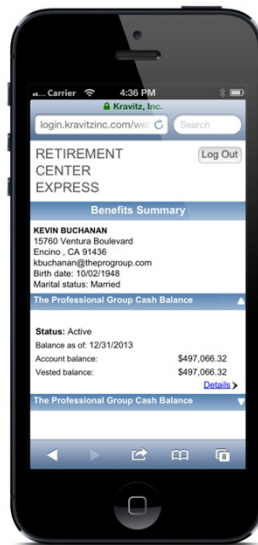 Carrier 4:36 PM
Kravitz, Inc.
login.kravitzinc.com/we Search
RETIREMENT
CENTER
EXPRESS
Log Out
Benefits Summary
KEVIN BUCHANAN
15760 Ventura Boulevard
Encino , CA 91436
kbuchanan@theprogroup.com
Birth date: 10/02/1948
Marital status: Married
The Professional Group Cash Balance
Status: Active
Balance as of: 12/31/2013
Account balance: $497,066.32
Vested balance: $497,066.32
Details
The Professional Group Cash Balance
8